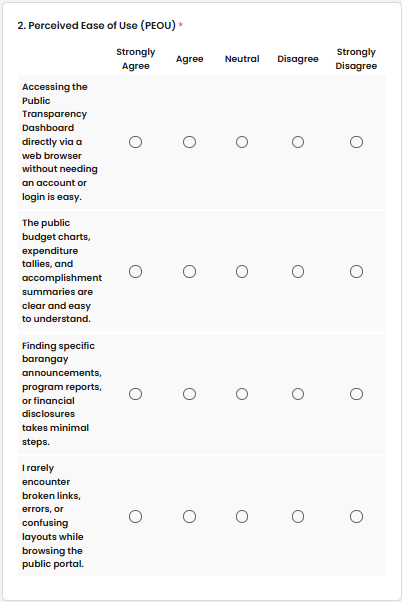 2. Perceived Ease of Use (PEOU) *
Strongly Agree
Agree
Neutral
Disagree
Strongly Disagree
Accessing the
Public
Transparency
Dashboard
directly via a
web browser
without needing
an account or
login is easy.
The public
budget charts,
expenditure
tallies, and
accomplishment
summaries are
clear and easy
to understand.
Finding specific
barangay
announcements,
program reports,
or financial
disclosures
takes minimal
steps.
I rarely
encounter
broken links,
errors, or
confusing
layouts while
browsing the
public portal.